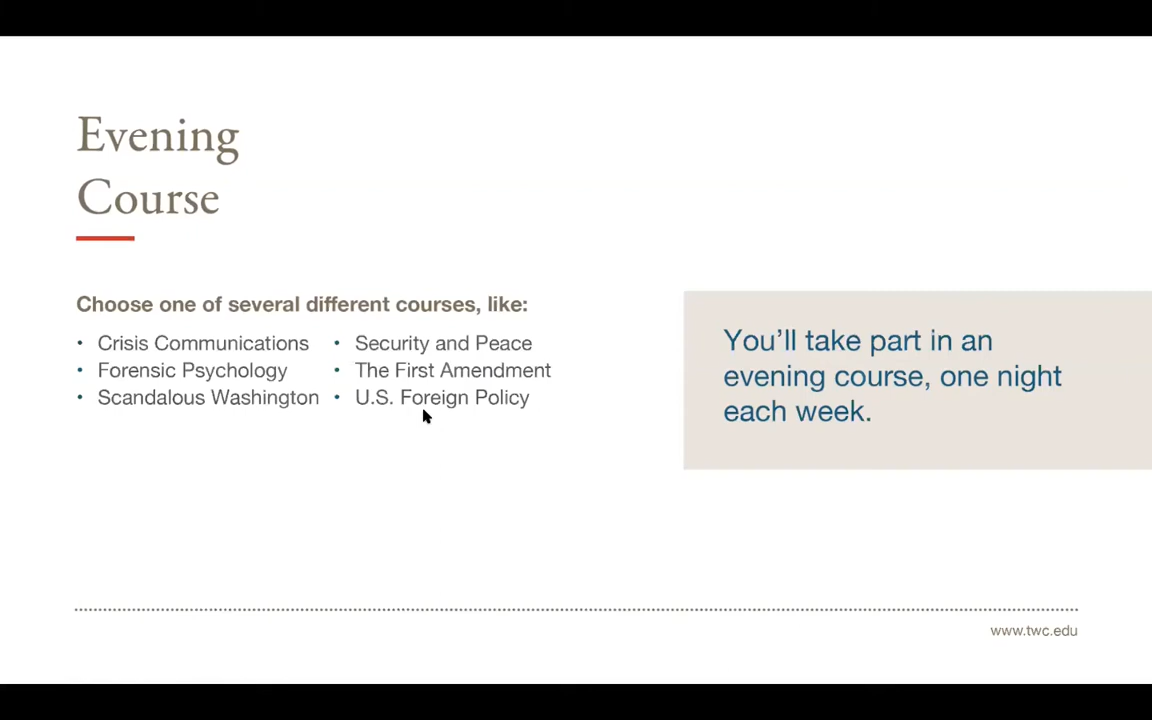 Evening
Course
Choose one of several different courses, like:
• Crisis Communications
• Forensic Psychology
• Scandalous Washington
• Security and Peace
• The First Amendment
• U.S. Foreign Policy
You’ll take part in an
evening course, one night
each week.
www.twc.edu